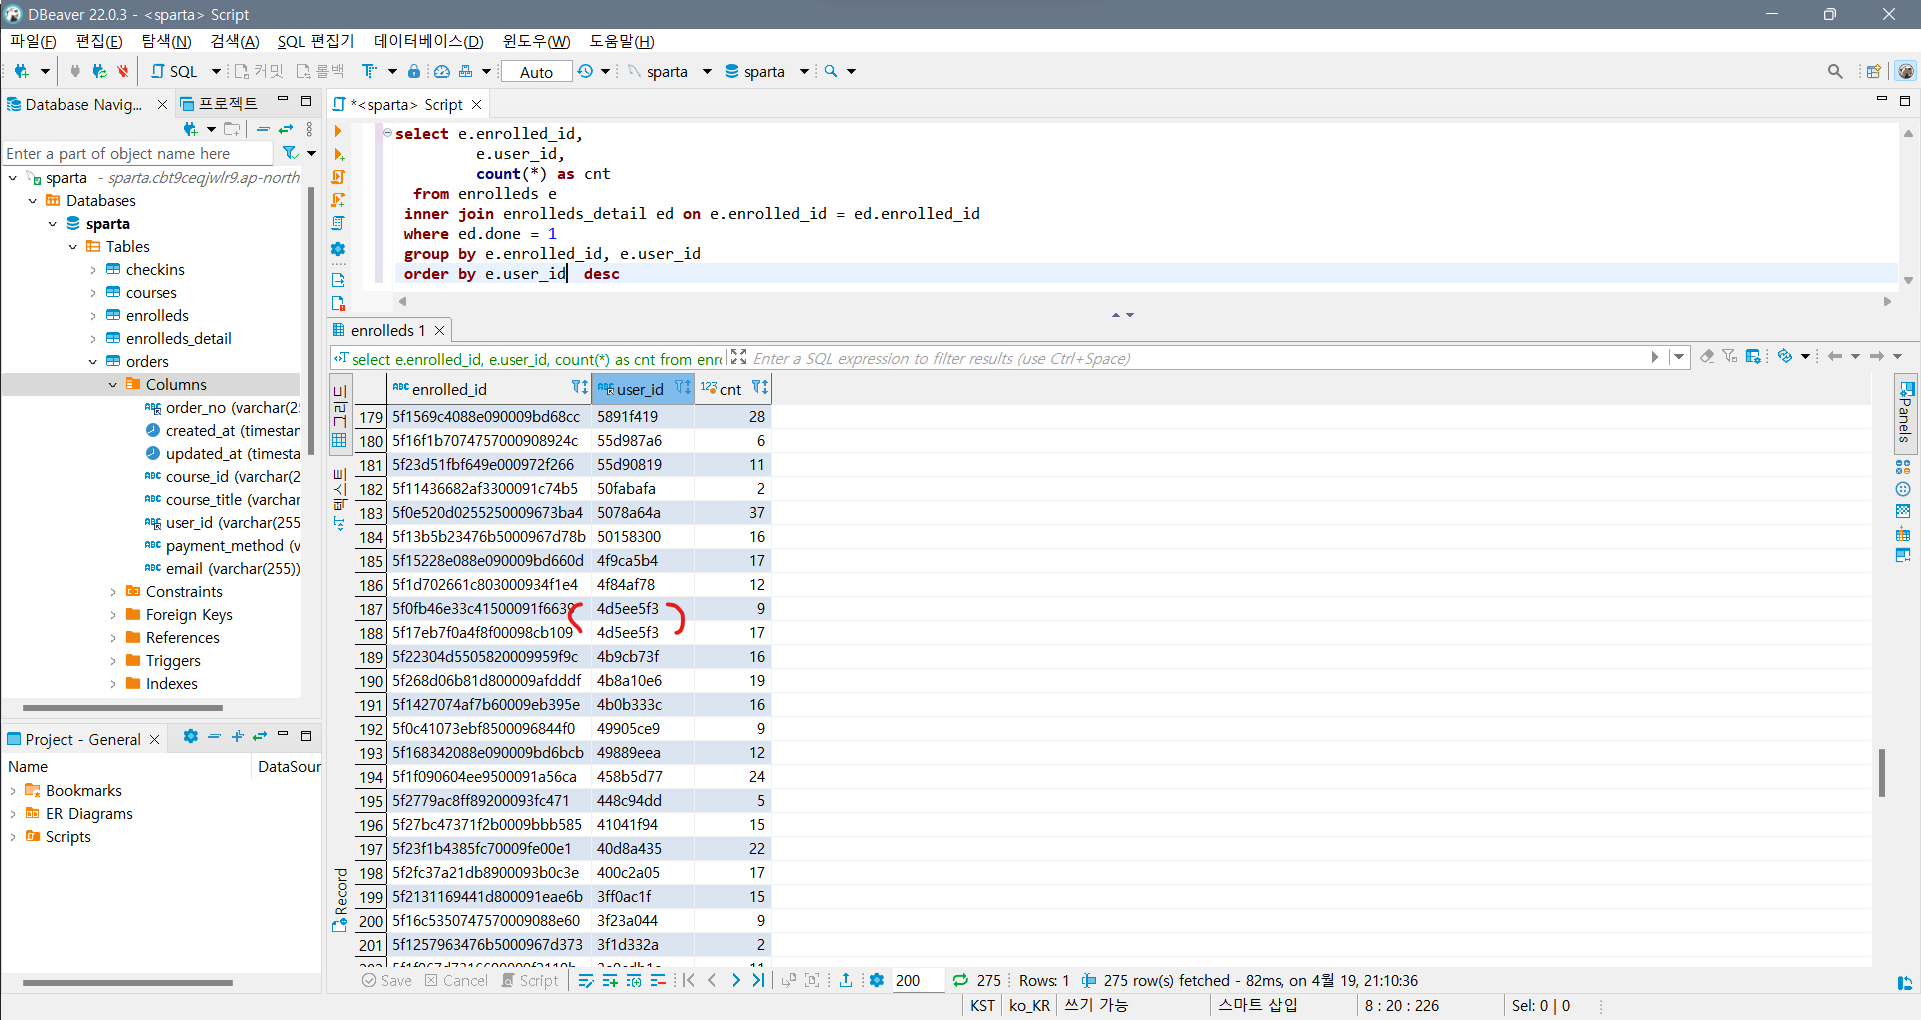 DBeaver 22.0.3 - <sparta> Script
파일(F) 편집(E) 탐색(N) 검색(A) SQL 편집기 데이터베이스(D) 윈도우(W) 도움말(H)
SQL 커밋 롤백 Auto sparta sparta
Database Navig... 프로젝트
Enter a part of object name here
sparta - sparta.cbt9ceqjwlr9.ap-north
Databases
sparta
Tables
checkins
courses
enrolleds
enrolleds_detail
orders
Columns
order_no (varchar(2
created_at (timestar
updated_at (timesta
course_id (varchar(2
course_title (varchar
user_id (varchar(255
payment_method (v
email (varchar(255))
Constraints
Foreign Keys
References
Triggers
Indexes
Project - General
Name DataSour
Bookmarks
ER Diagrams
Scripts
*<sparta> Script
select e.enrolled_id,
e.user_id,
count(*) as cnt
from enrolleds e
inner join enrolleds_detail ed on e.enrolled_id = ed.enrolled_id
where ed.done = 1
group by e.enrolled_id, e.user_id
order by e.user_id desc
enrolleds 1
select e.enrolled_id, e.user_id, count(*) as cnt from enro Enter a SQL expression to filter results (use Ctrl+Space)
enrolled_id user_id cnt
179 5f1569c4088e090009bd68cc 5891f419 28
180 5f16f1b7074757000908924c 55d987a6 6
181 5f23d51fbf649e000972f266 55d90819 11
182 5f11436682af3300091c74b5 50fabafa 2
183 5f0e520d0255250009673ba4 5078a64a 37
184 5f13b5b23476b5000967d78b 50158300 16
185 5f15228e088e090009bd660d 4f9ca5b4 17
186 5f1d702661c803000934f1e4 4f84af78 12
187 5f0fb46e33c41500091f6639 4d5ee5f3 9
188 5f17eb7f0a4f8f00098cb109 4d5ee5f3 17
189 5f22304d5505820009959f9c 4b9cb73f 16
190 5f268d06b81d800009afdddf 4b8a10e6 19
191 5f1427074af7b60009eb395e 4b0b333c 16
192 5f0c41073ebf8500096844f0 49905ce9 9
193 5f168342088e090009bd6bcb 49889eea 12
194 5f1f090604ee9500091a56ca 458b5d77 24
195 5f2779ac8ff89200093fc471 448c94dd 5
196 5f27bc47371f2b0009bbb585 41041f94 15
197 5f23f1b4385fc70009fe00e1 40d8a435 22
198 5f2fc37a21db8900093b0c3e 400c2a05 17
199 5f2131169441d800091eae6b 3ff0ac1f 15
200 5f16c5350747570009088e60 3f23a044 9
201 5f1257963476b5000967d373 3f1d332a 2
Record
Panels
Save Cancel Script 200 275 Rows: 1 275 row(s) fetched - 82ms, on 4월 19, 21:10:36
KST ko_KR 쓰기 가능 스마트 삽입 8 : 20 : 226 Sel: 0 | 0